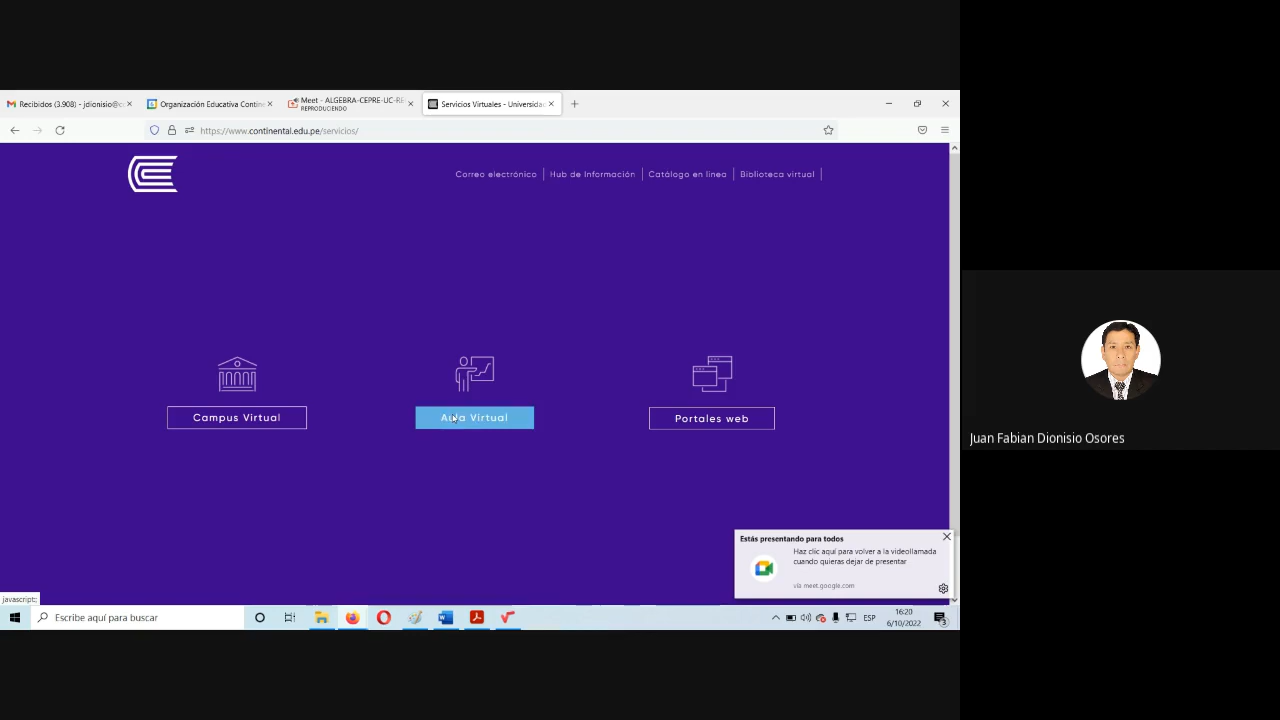 Recibidos (3.908) - jdionisio@c
Organización Educativa Contine
Meet - ALGEBRA-CEPRE-UC-RE
REPRODUCIENDO
Servicios Virtuales - Universida
https://www.continental.edu.pe/servicios/
Correo electrónico
Hub de Información
Catálogo en línea
Biblioteca virtual
Campus Virtual
Aula Virtual
Portales web
Juan Fabian Dionisio Osores
Estás presentando para todos
Haz clic aquí para volver a la videollamada
cuando quieras dejar de presentar
vía meet.google.com
javascript:;
Escribe aquí para buscar
ESP
16:20
6/10/2022
3